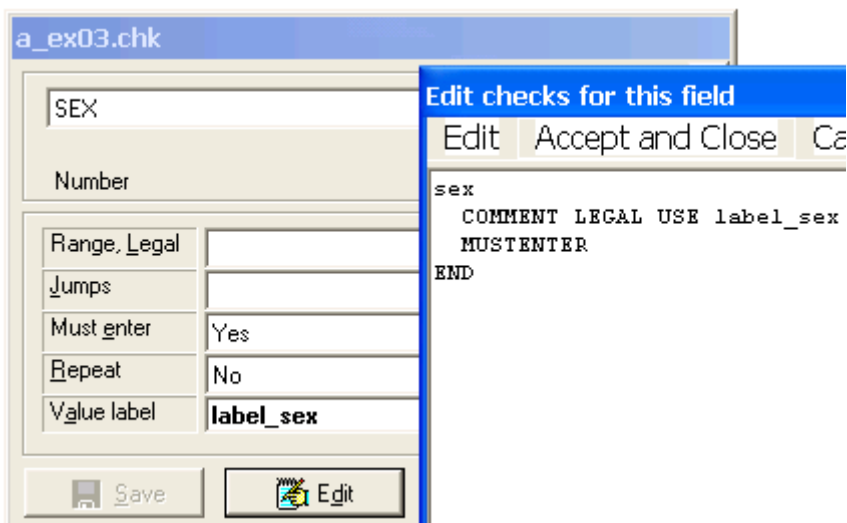 a_ex03.chk
SEX
Number
Range, Legal
Jumps
Must enter Yes
Repeat No
Value label label_sex
Save Edit
Edit checks for this field
Edit Accept and Close Ca
sex
COMMENT LEGAL USE label_sex
MUSTENTER
END